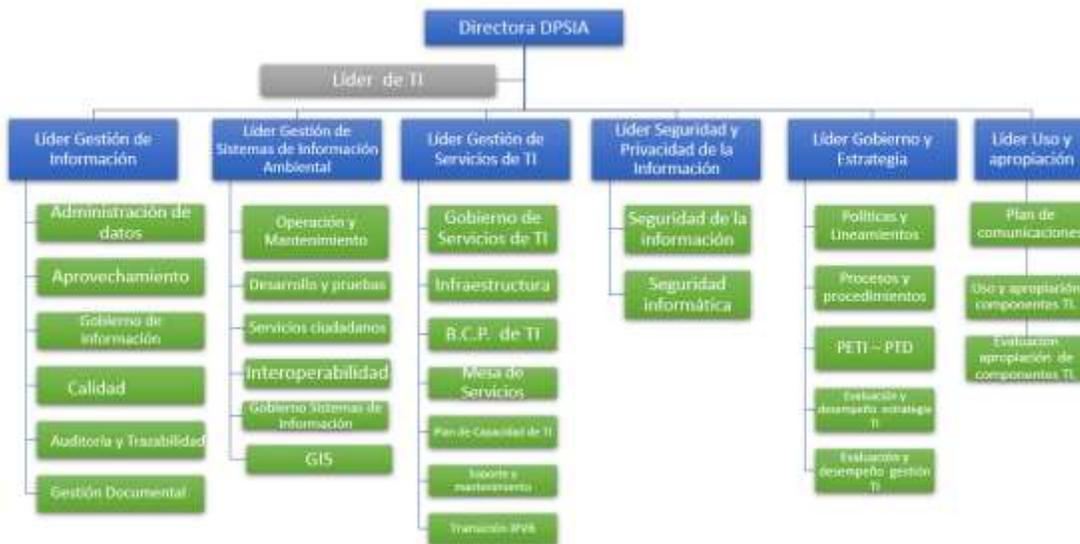 Directora DPSIA
Líder de TI
Líder Gestión de
Información
Administración de
datos
Aprovechamiento
Gobierno de
información
Calidad
Auditoría y Trazabilidad
Gestión Documental
Líder Gestión de
Sistemas de Información
Ambiental
Operación y
Mantenimiento
Desarrollo y pruebas
Servicios ciudadanos
Interoperabilidad
Gobierno Sistemas de
Información
GIS
Líder Gestión de
Servicios de TI
Gobierno de
Servicios de TI
Infraestructura
B.C.P. de TI
Mesa de
Servicios
Plan de Capacidad de TI
Soporte y
mantenimiento
Transición IPV6
Líder Seguridad y
Privacidad de la
Información
Seguridad de la
información
Seguridad
informática
Líder Gobierno y
Estrategia
Políticas y
Lineamientos
Procesos y
procedimientos
PETI – PTD
Evaluación y
desempeño estrategia
TI
Evaluación y
desempeño gestión
TI
Líder Uso y
apropiación
Plan de
comunicaciones
Uso y apropiación
componentes TI.
Evaluación
apropiación de
componentes TI.